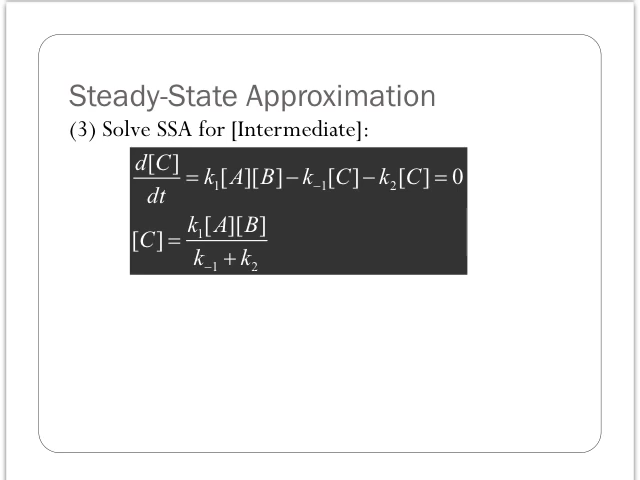 Steady-State Approximation
(3) Solve SSA for [Intermediate]:
d[C]/dt = k₁[A][B] − k₋₁[C] − k₂[C] = 0
[C] = k₁[A][B] / k₋₁ + k₂